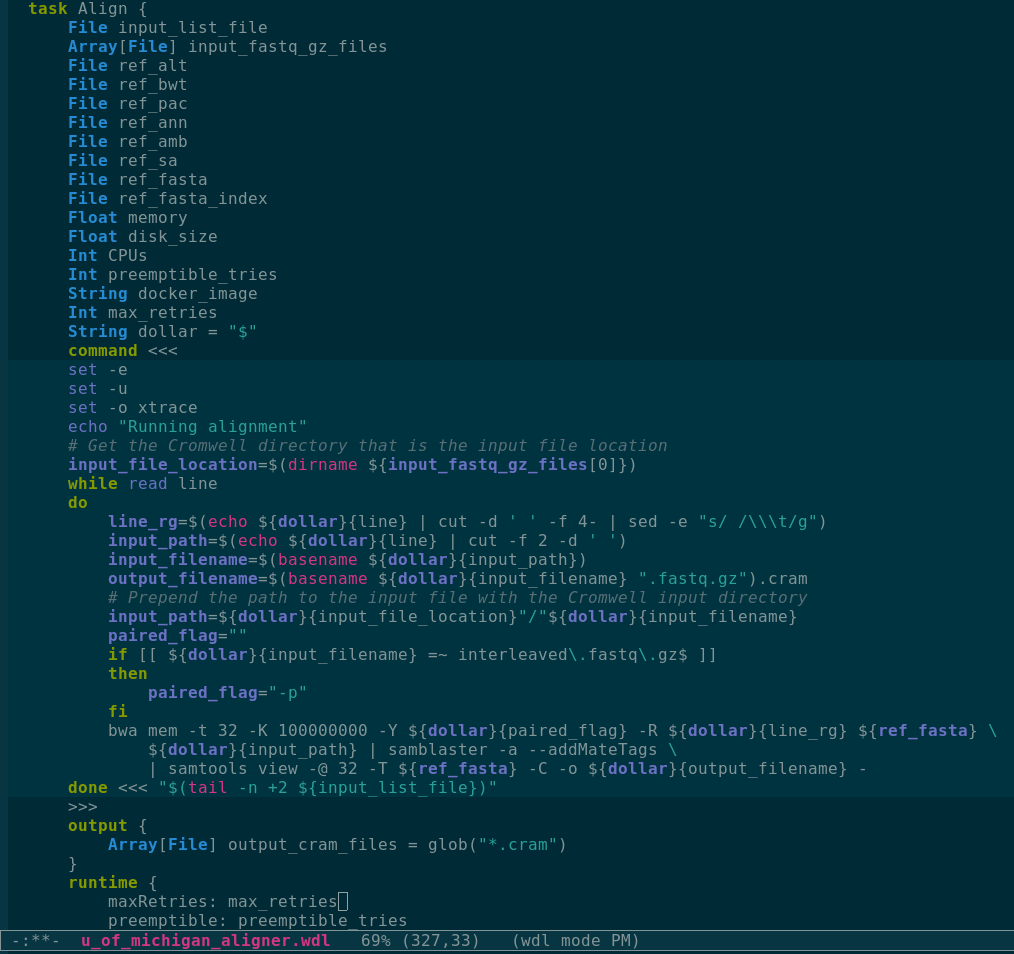 task Align {
    File input_list_file
    Array[File] input_fastq_gz_files
    File ref_alt
    File ref_bwt
    File ref_pac
    File ref_ann
    File ref_amb
    File ref_sa
    File ref_fasta
    File ref_fasta_index
    Float memory
    Float disk_size
    Int CPUs
    Int preemptible_tries
    String docker_image
    Int max_retries
    String dollar = "$"
    command <<<
    set -e
    set -u
    set -o xtrace
    echo "Running alignment"
    # Get the Cromwell directory that is the input file location
    input_file_location=$(dirname ${input_fastq_gz_files[0]})
    while read line
    do
        line_rg=$(echo ${dollar}{line} | cut -d ' ' -f 4- | sed -e "s/ /\\\t/g")
        input_path=$(echo ${dollar}{line} | cut -f 2 -d ' ')
        input_filename=$(basename ${dollar}{input_path})
        output_filename=$(basename ${dollar}{input_filename} ".fastq.gz").cram
        # Prepend the path to the input file with the Cromwell input directory
        input_path=${dollar}{input_file_location}"/"${dollar}{input_filename}
        paired_flag=""
        if [[ ${dollar}{input_filename} =~ interleaved\.fastq\.gz$ ]]
        then
            paired_flag="-p"
        fi
        bwa mem -t 32 -K 100000000 -Y ${dollar}{paired_flag} -R ${dollar}{line_rg} ${ref_fasta} \
            ${dollar}{input_path} | samblaster -a --addMateTags \
            | samtools view -@ 32 -T ${ref_fasta} -C -o ${dollar}{output_filename} -
    done <<< "$(tail -n +2 ${input_list_file})"
    >>>
    output {
        Array[File] output_cram_files = glob("*.cram")
    }
    runtime {
        maxRetries: max_retries
        preemptible: preemptible_tries
-:**-  u_of_michigan_aligner.wdl   69% (327,33)   (wdl mode PM)